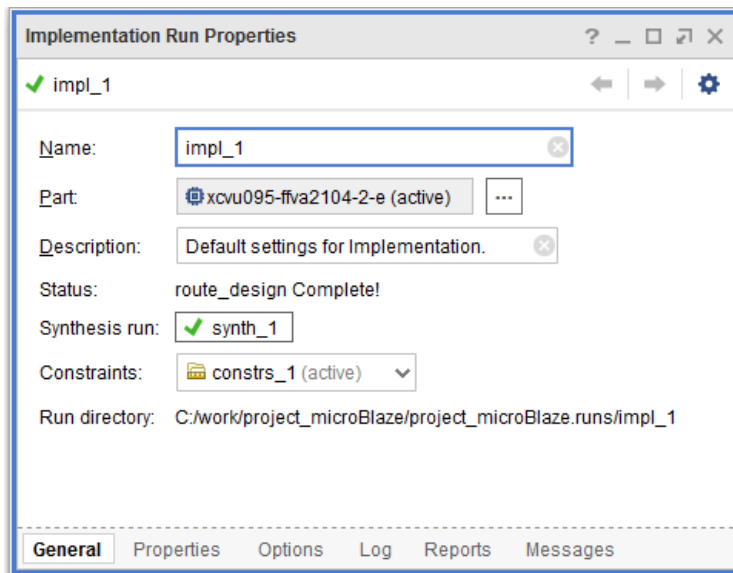 Implementation Run Properties
impl_1
Name: impl_1
Part: xcvu095-ffva2104-2-e (active) ...
Description: Default settings for Implementation.
Status: route_design Complete!
Synthesis run: synth_1
Constraints: constrs_1 (active)
Run directory: C:/work/project_microBlaze/project_microBlaze.runs/impl_1
General Properties Options Log Reports Messages